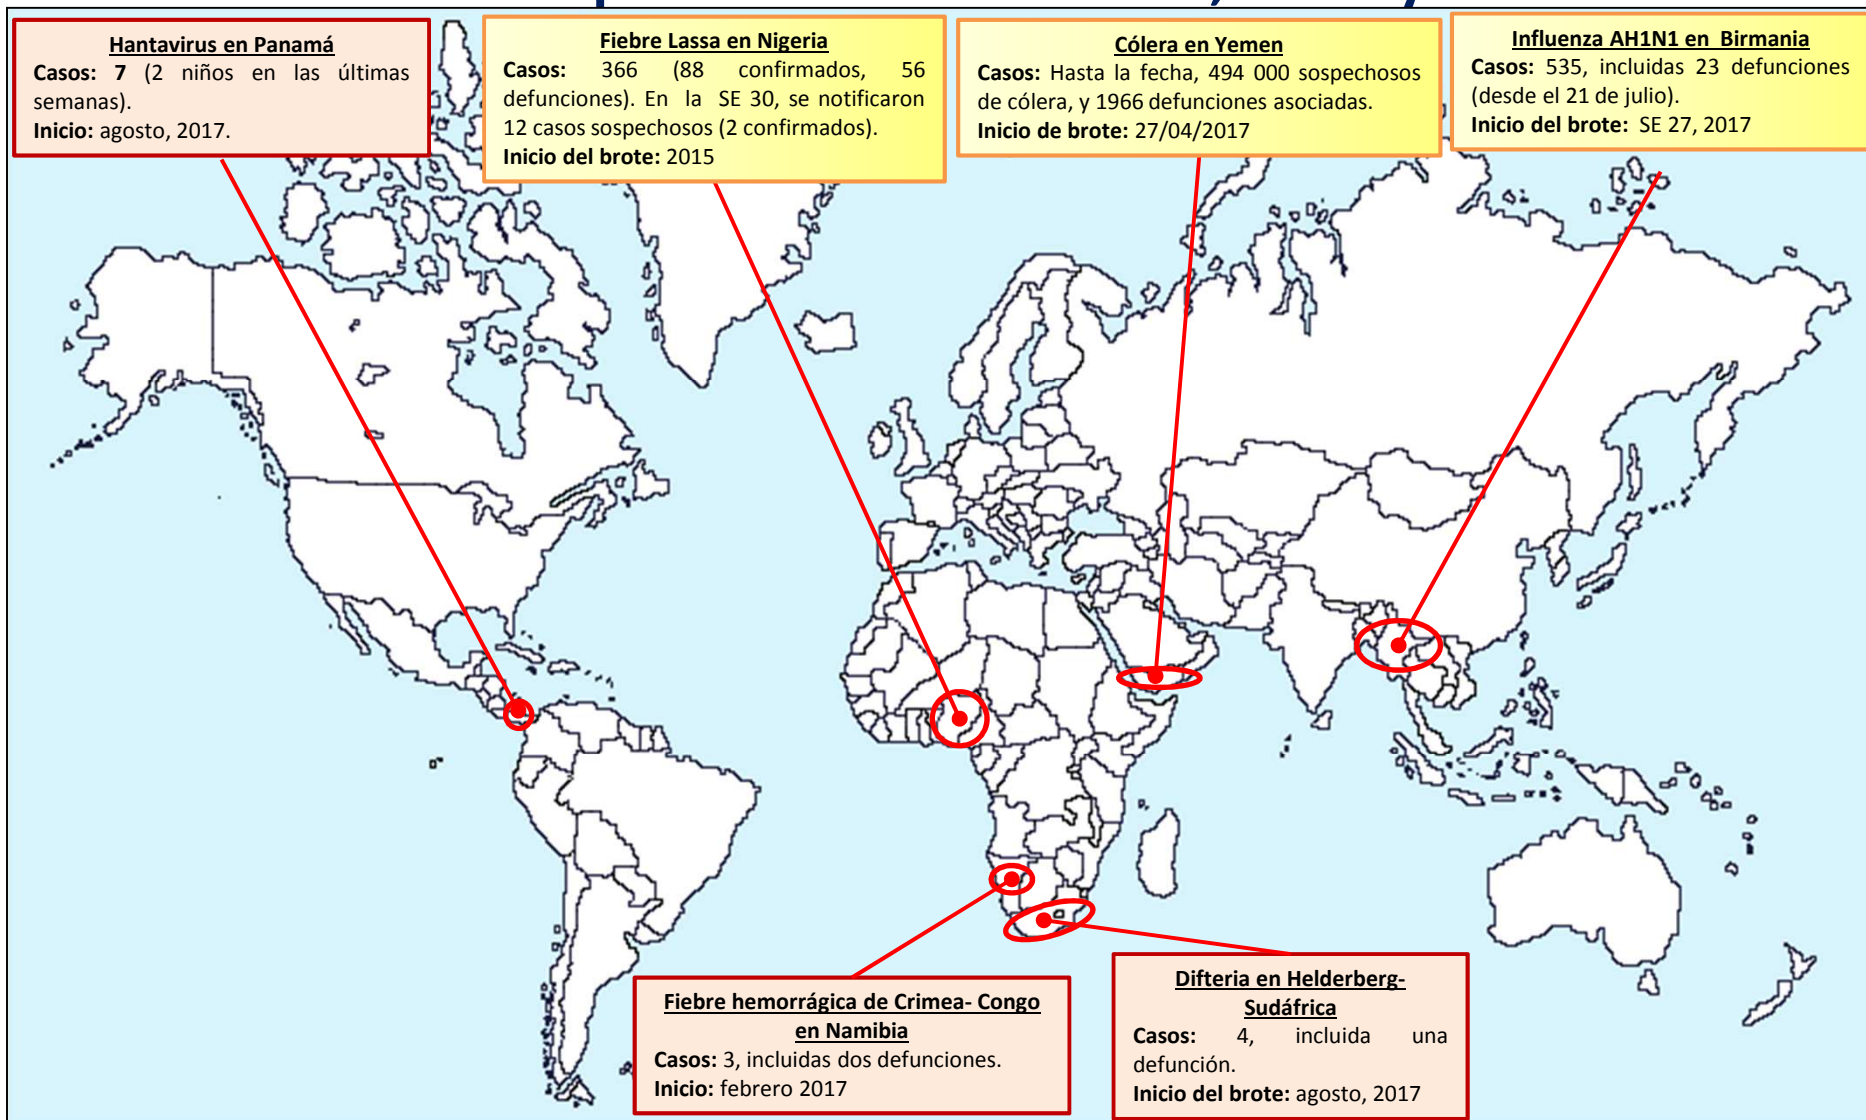 Hantavirus en Panamá
Casos: 7 (2 niños en las últimas
semanas).
Inicio: agosto, 2017.
Fiebre Lassa en Nigeria
Casos: 366 (88 confirmados, 56
defunciones). En la SE 30, se notificaron
12 casos sospechosos (2 confirmados).
Inicio del brote: 2015
Cólera en Yemen
Casos: Hasta la fecha, 494 000 sospechosos
de cólera, y 1966 defunciones asociadas.
Inicio de brote: 27/04/2017
Influenza AH1N1 en Birmania
Casos: 535, incluidas 23 defunciones
(desde el 21 de julio).
Inicio del brote: SE 27, 2017
Fiebre hemorrágica de Crimea- Congo
en Namibia
Casos: 3, incluidas dos defunciones.
Inicio: febrero 2017
Difteria en Helderberg-
Sudáfrica
Casos: 4, incluida una
defunción.
Inicio del brote: agosto, 2017